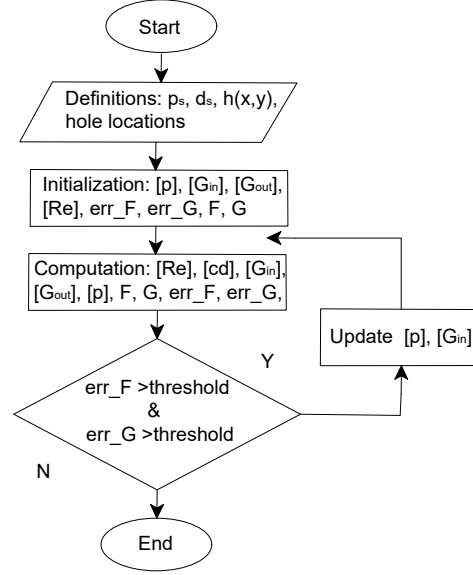 Start
Definitions: pₛ, dₛ, h(x,y),
hole locations
Initialization: [p], [Gᵢₙ], [Gₒᵤₜ],
[Re], err_F, err_G, F, G
Computation: [Re], [cd], [Gᵢₙ],
[Gₒᵤₜ], [p], F, G, err_F, err_G,
Update [p], [Gᵢₙ]
Y
err_F >threshold
&
err_G >threshold
N
End